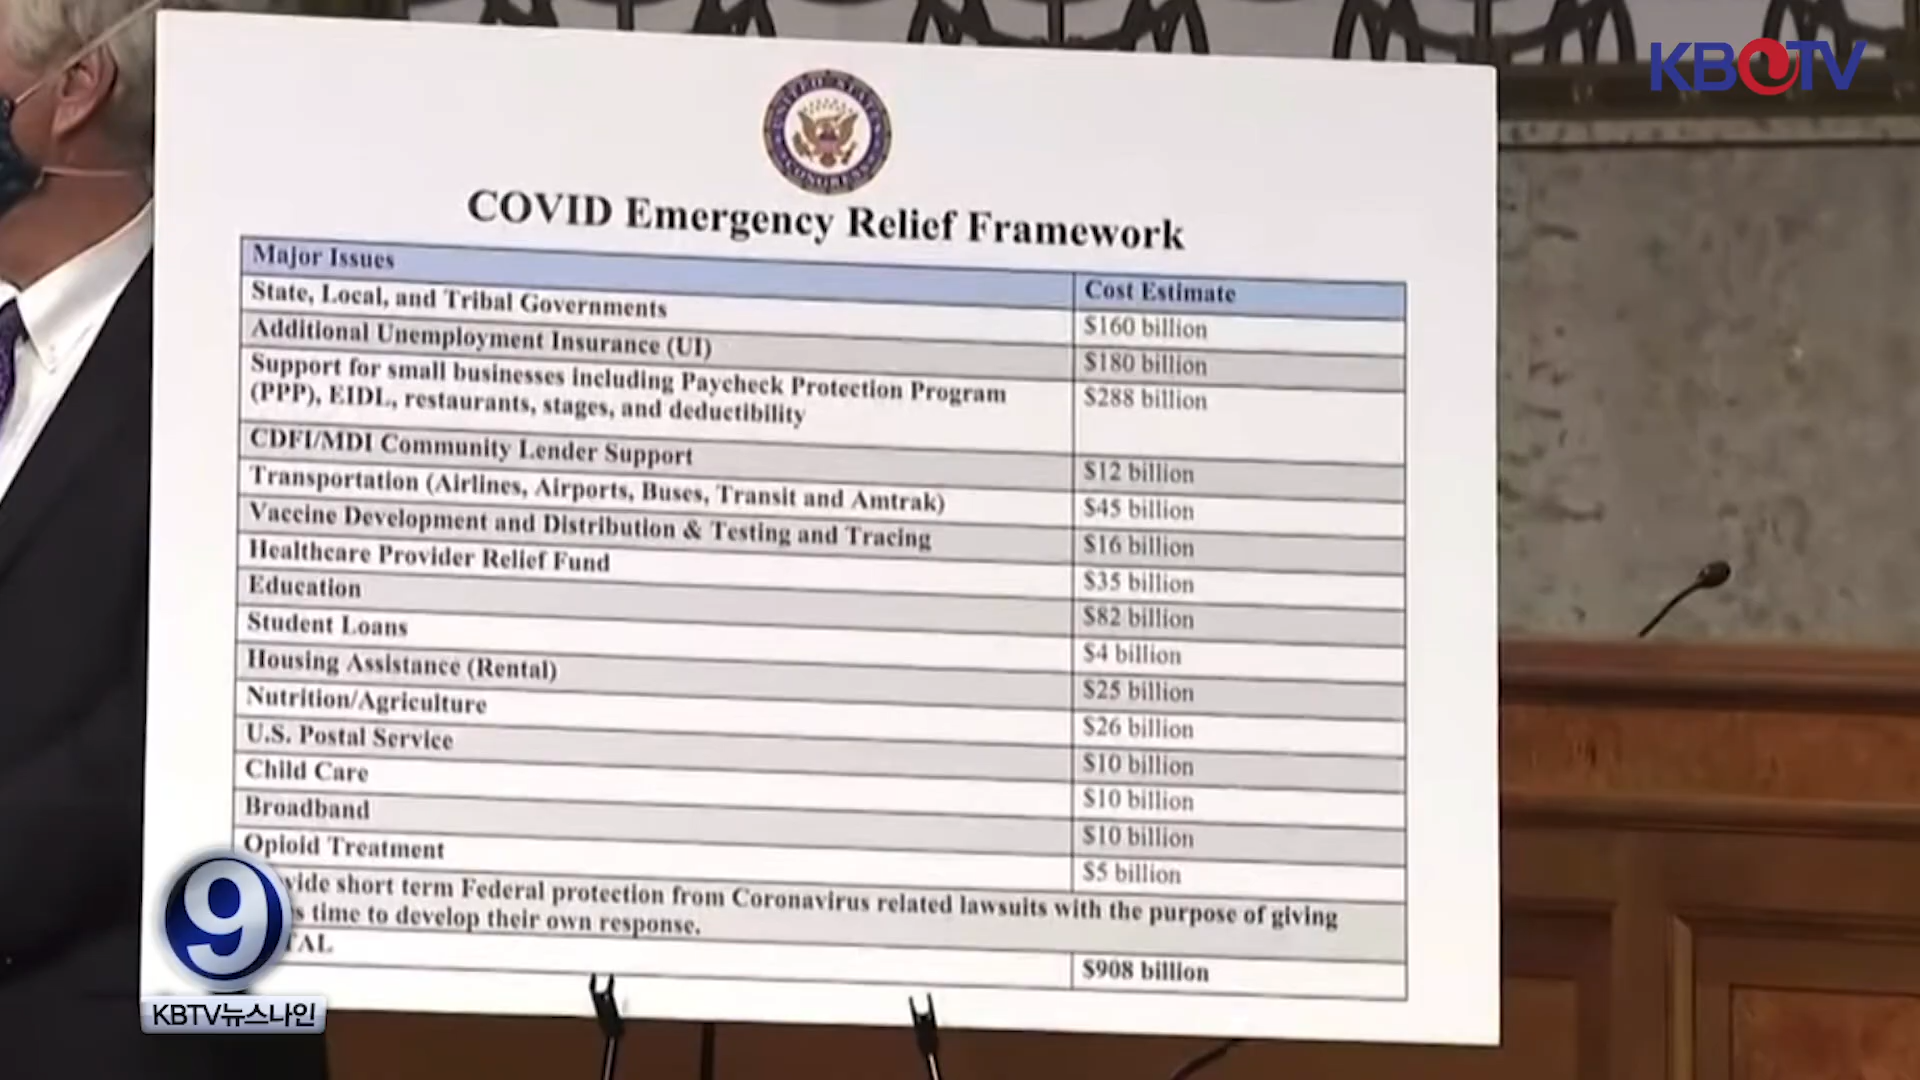 KBTV
UNITED STATES
CONGRESS
COVID Emergency Relief Framework
Major Issues Cost Estimate
State, Local, and Tribal Governments $160 billion
Additional Unemployment Insurance (UI) $180 billion
Support for small businesses including Paycheck Protection Program $288 billion
(PPP), EIDL, restaurants, stages, and deductibility
CDFI/MDI Community Lender Support $12 billion
Transportation (Airlines, Airports, Buses, Transit and Amtrak) $45 billion
Vaccine Development and Distribution & Testing and Tracing $16 billion
Healthcare Provider Relief Fund $35 billion
Education $82 billion
Student Loans $4 billion
Housing Assistance (Rental) $25 billion
Nutrition/Agriculture $26 billion
U.S. Postal Service $10 billion
Child Care $10 billion
Broadband $10 billion
Opioid Treatment $5 billion
vide short term Federal protection from Coronavirus related lawsuits with the purpose of giving
s time to develop their own response.
TAL $908 billion
9
KBTV뉴스나인